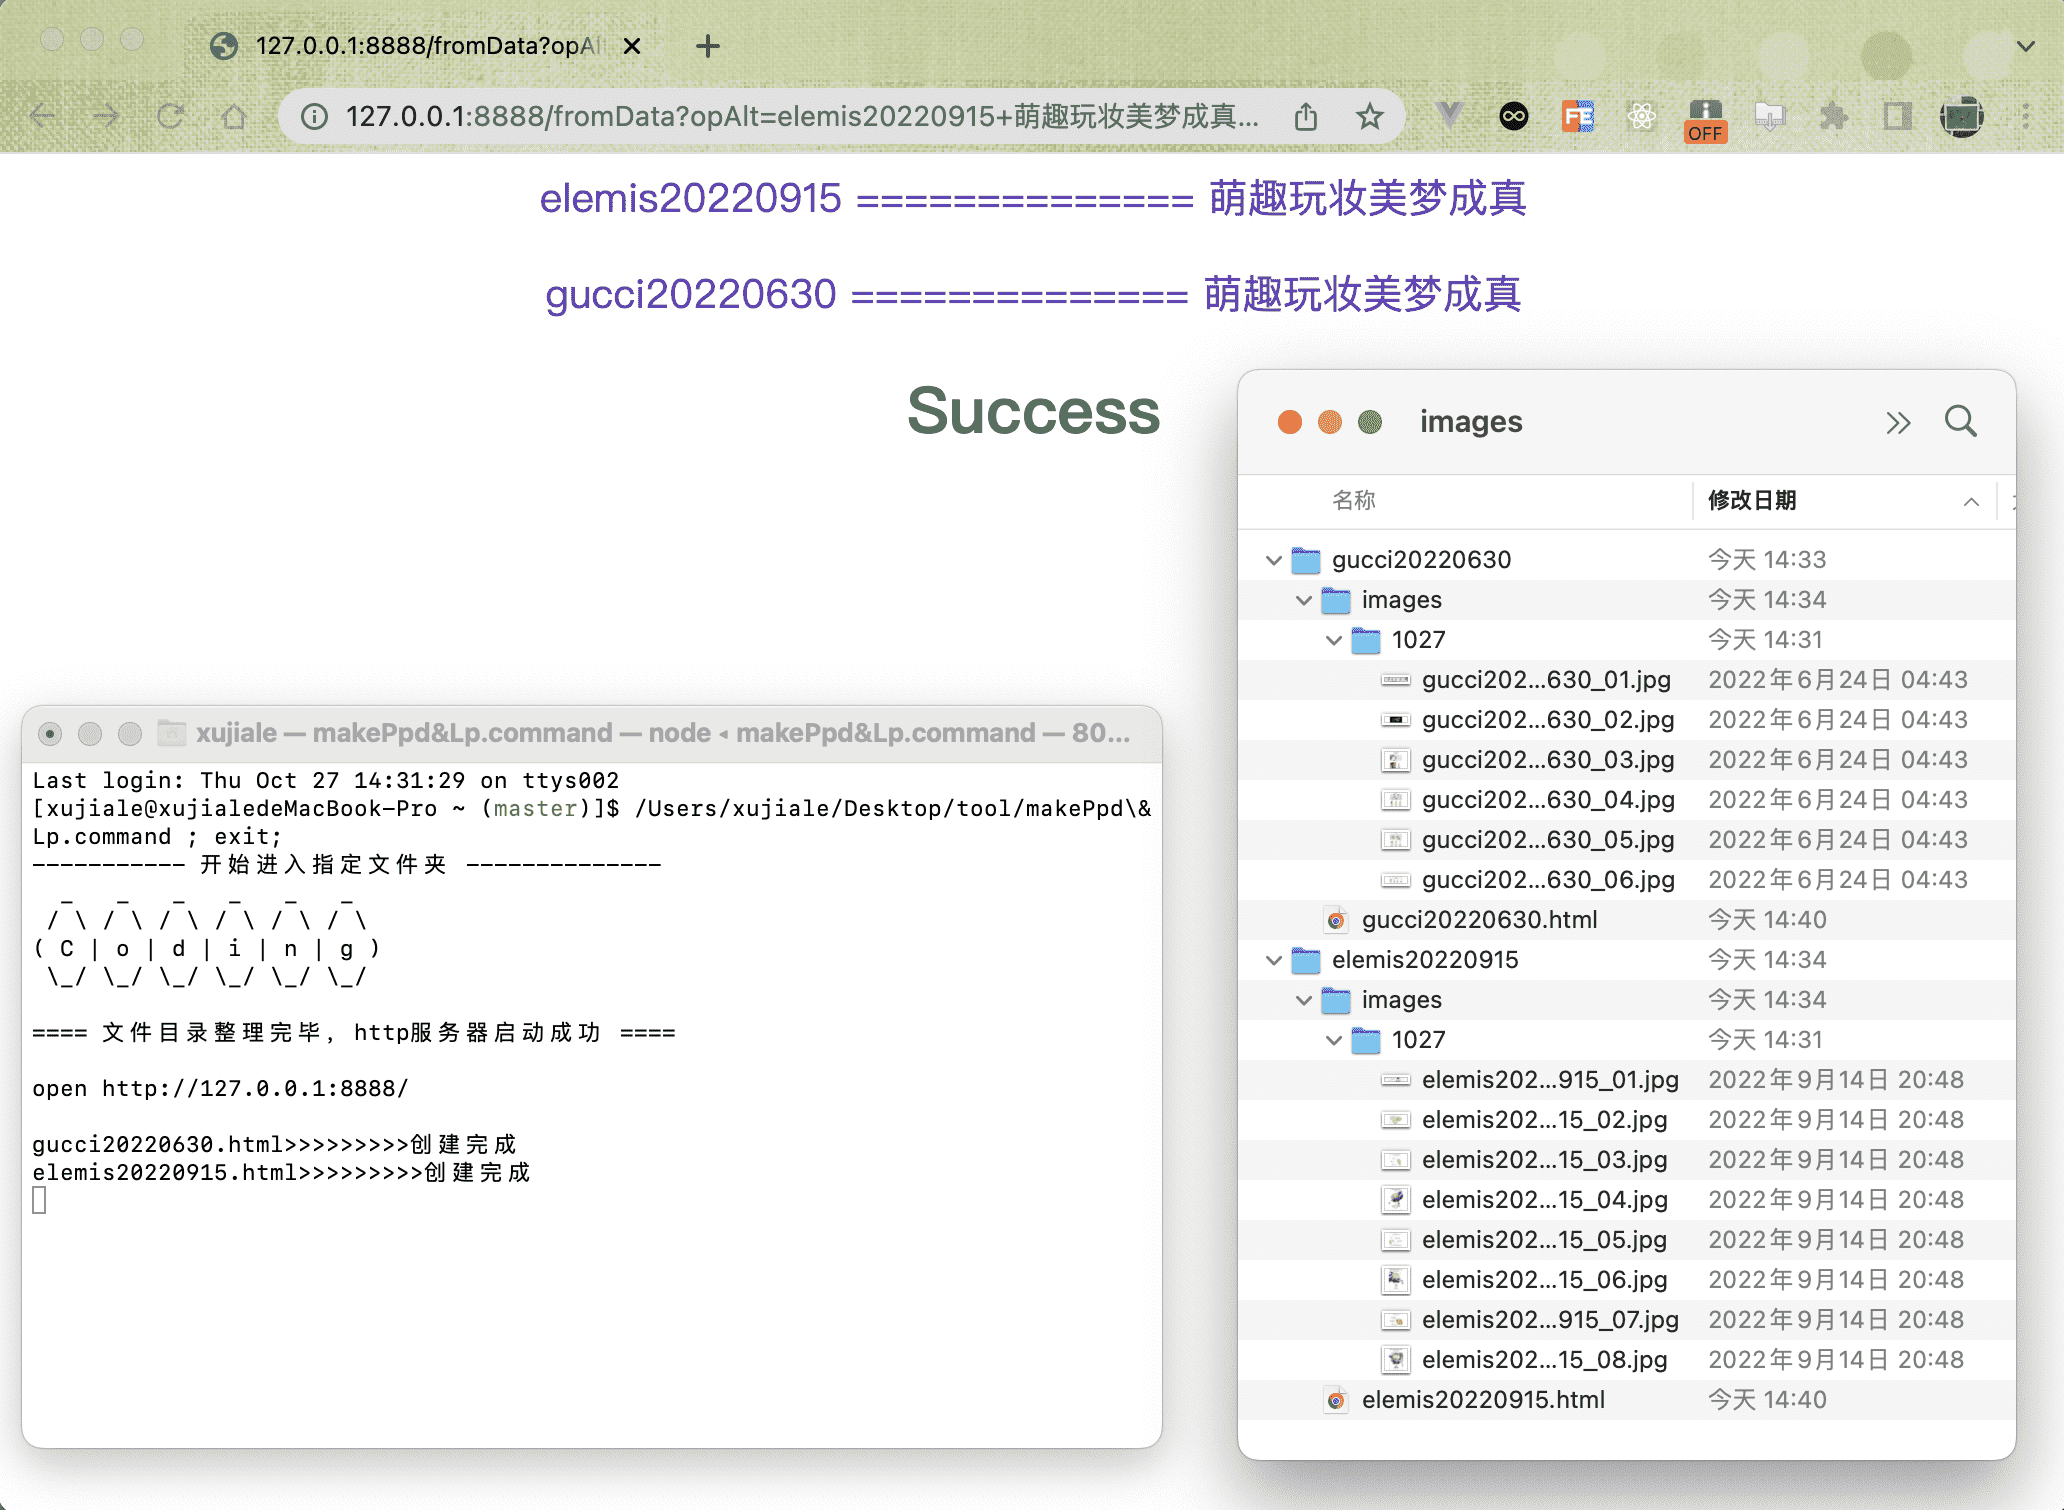 127.0.0.1:8888/fromData?opAl
127.0.0.1:8888/fromData?opAlt=elemis20220915+萌趣玩妆美梦成真...
FE
OFF
elemis20220915 ============== 萌趣玩妆美梦成真
gucci20220630 ============== 萌趣玩妆美梦成真
Success
xujiale — makePpd&Lp.command — node ◂ makePpd&Lp.command — 80...
Last login: Thu Oct 27 14:31:29 on ttys002
[xujiale@xujialedeMacBook-Pro ~ (master)]$ /Users/xujiale/Desktop/tool/makePpd\&
Lp.command ; exit;
----------- 开始进入指定文件夹 --------------
  _   _   _   _   _   _
 / \ / \ / \ / \ / \ / \
( C | o | d | i | n | g )
 \_/ \_/ \_/ \_/ \_/ \_/
==== 文件目录整理完毕, http服务器启动成功 ====
open http://127.0.0.1:8888/
gucci20220630.html>>>>>>>>>创建完成
elemis20220915.html>>>>>>>>>创建完成
images
名称 修改日期
gucci20220630 今天 14:33
images 今天 14:34
1027 今天 14:31
gucci202...630_01.jpg 2022年6月24日 04:43
gucci202...630_02.jpg 2022年6月24日 04:43
gucci202...630_03.jpg 2022年6月24日 04:43
gucci202...630_04.jpg 2022年6月24日 04:43
gucci202...630_05.jpg 2022年6月24日 04:43
gucci202...630_06.jpg 2022年6月24日 04:43
gucci20220630.html 今天 14:40
elemis20220915 今天 14:34
images 今天 14:34
1027 今天 14:31
elemis202...915_01.jpg 2022年9月14日 20:48
elemis202...15_02.jpg 2022年9月14日 20:48
elemis202...15_03.jpg 2022年9月14日 20:48
elemis202...15_04.jpg 2022年9月14日 20:48
elemis202...15_05.jpg 2022年9月14日 20:48
elemis202...15_06.jpg 2022年9月14日 20:48
elemis202...915_07.jpg 2022年9月14日 20:48
elemis202...15_08.jpg 2022年9月14日 20:48
elemis20220915.html 今天 14:40